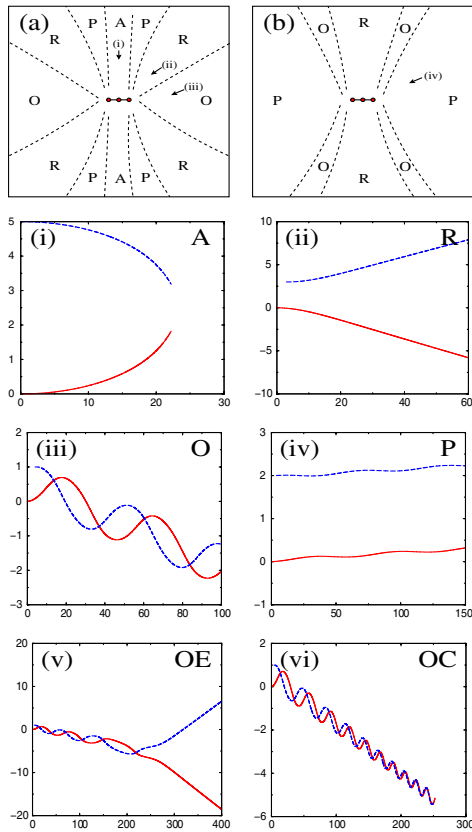 (a) P A P
R (i) R
(ii)
(iii)
O O
R R
P A P
(b) R
O O
(iv)
P P
O O
R
(i) A
5
4
3
2
1
0
0 10 20 30
(ii) R
10
5
0
−5
−10
0 20 40 60
(iii) O
2
1
0
−1
−2
−3
0 20 40 60 80 100
(iv) P
3
2
1
0
−1
0 50 100 150
(v) OE
20
10
0
−10
−20
0 100 200 300 400
(vi) OC
2
0
−2
−4
−6
0 100 200 300